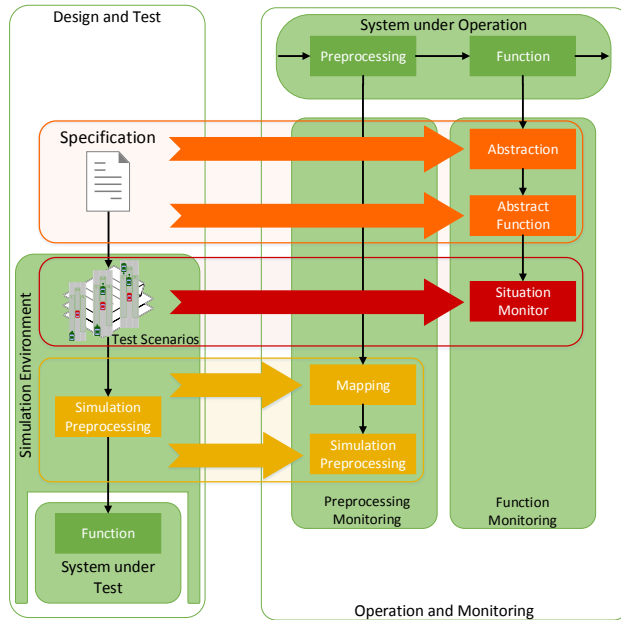 Design and Test
System under Operation
Preprocessing
Function
Specification
Abstraction
Abstract
Function
Simulation Environment
Test Scenarios
Situation
Monitor
Mapping
Simulation
Preprocessing
Simulation
Preprocessing
Preprocessing
Monitoring
Function
Monitoring
Function
System under
Test
Operation and Monitoring